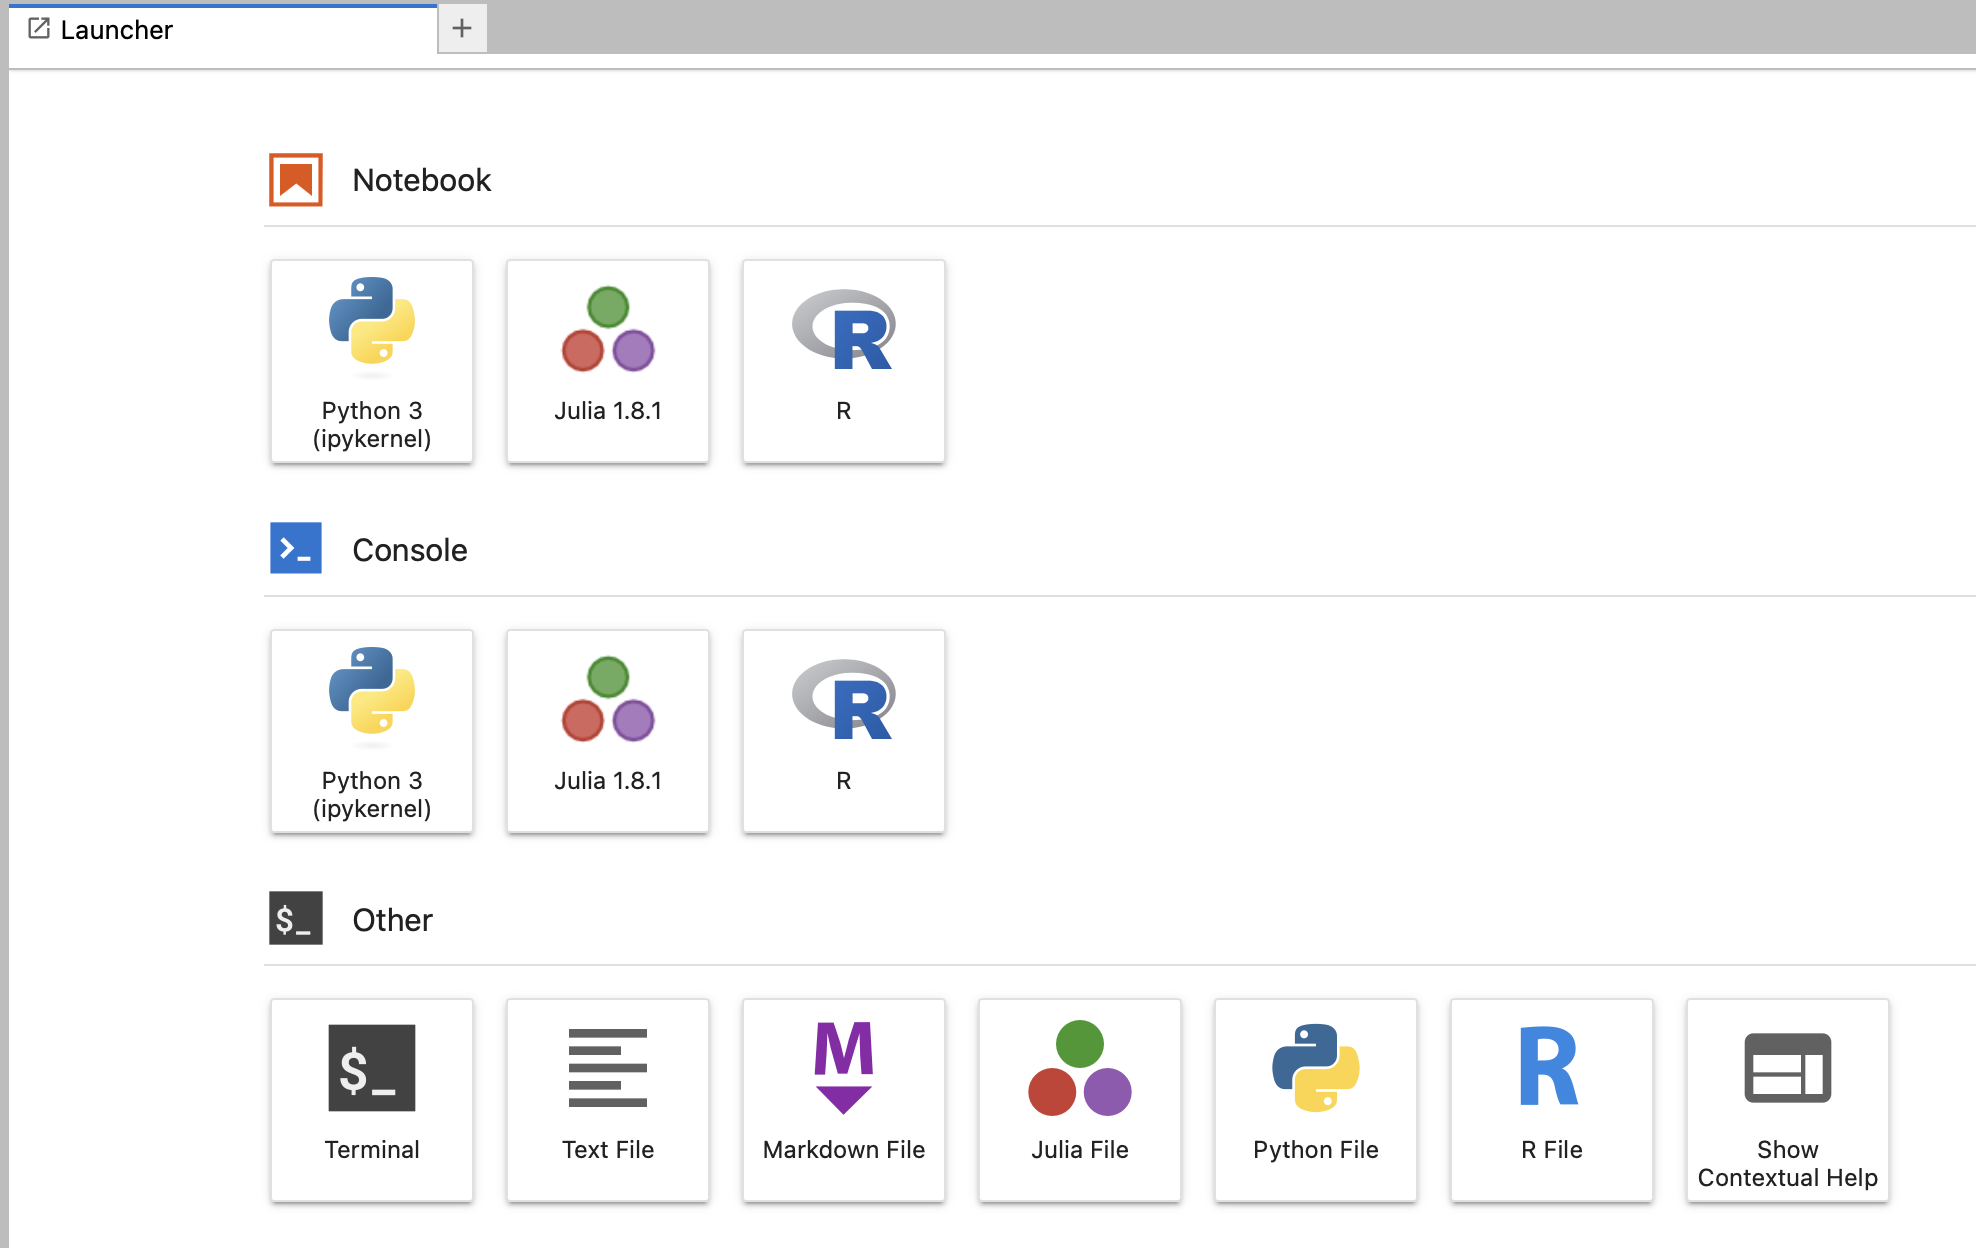 Launcher
Notebook
Python 3
(ipykernel)
Julia 1.8.1
R
Console
Python 3
(ipykernel)
Julia 1.8.1
R
$_ Other
$_
Terminal
Text File
M
Markdown File
Julia File
Python File
R
R File
Show
Contextual Help